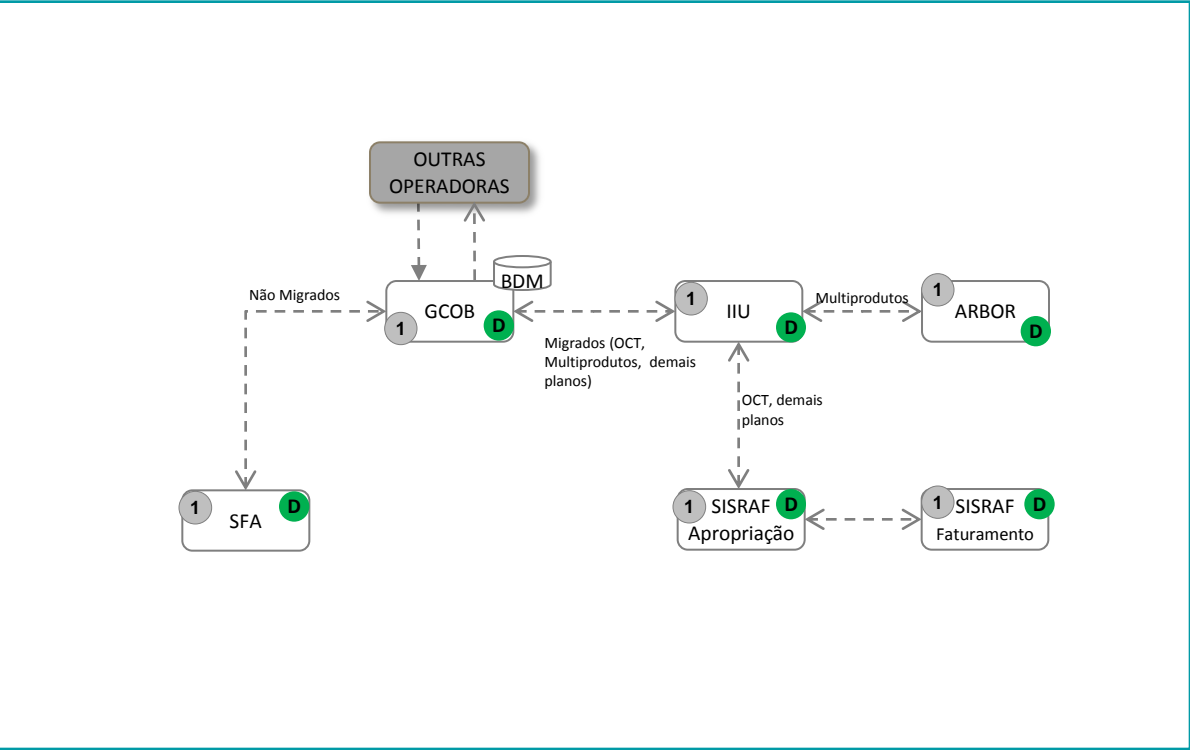 OUTRAS
OPERADORAS
BDM
Não Migrados
GCOB
1
D
Migrados (OCT,
Multiprodutos, demais
planos)
1
IIU
D
Multiprodutos
1
ARBOR
D
OCT, demais
planos
1
SFA
D
1
SISRAF
D
Apropriação
1
SISRAF
D
Faturamento